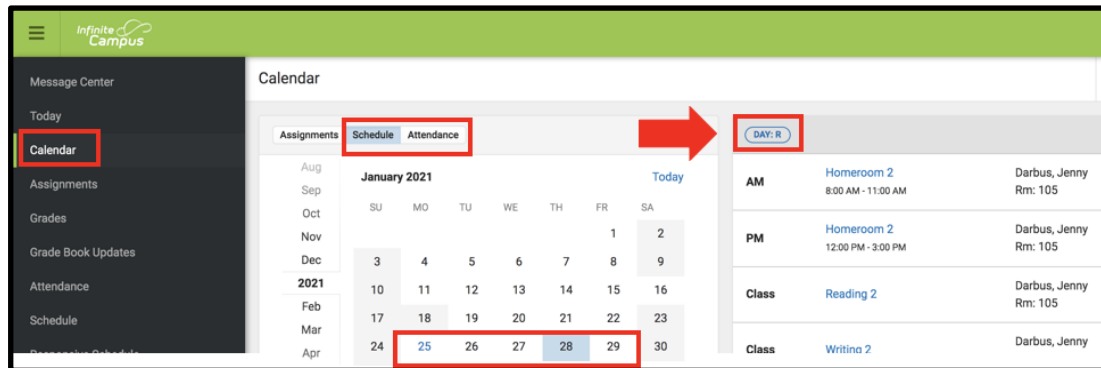 Infinite
Campus
Message Center
Today
Calendar
Assignments
Grades
Grade Book Updates
Attendance
Schedule
Responsive Schedule
Calendar
Assignments Schedule Attendance
Aug
Sep
Oct
Nov
Dec
2021
Feb
Mar
Apr
January 2021 Today
SU MO TU WE TH FR SA
1 2
3 4 5 6 7 8 9
10 11 12 13 14 15 16
17 18 19 20 21 22 23
24 25 26 27 28 29 30
DAY: R
AM Homeroom 2 Darbus, Jenny
8:00 AM - 11:00 AM Rm: 105
PM Homeroom 2 Darbus, Jenny
12:00 PM - 3:00 PM Rm: 105
Class Reading 2 Darbus, Jenny
Rm: 105
Class Writing 2 Darbus, Jenny